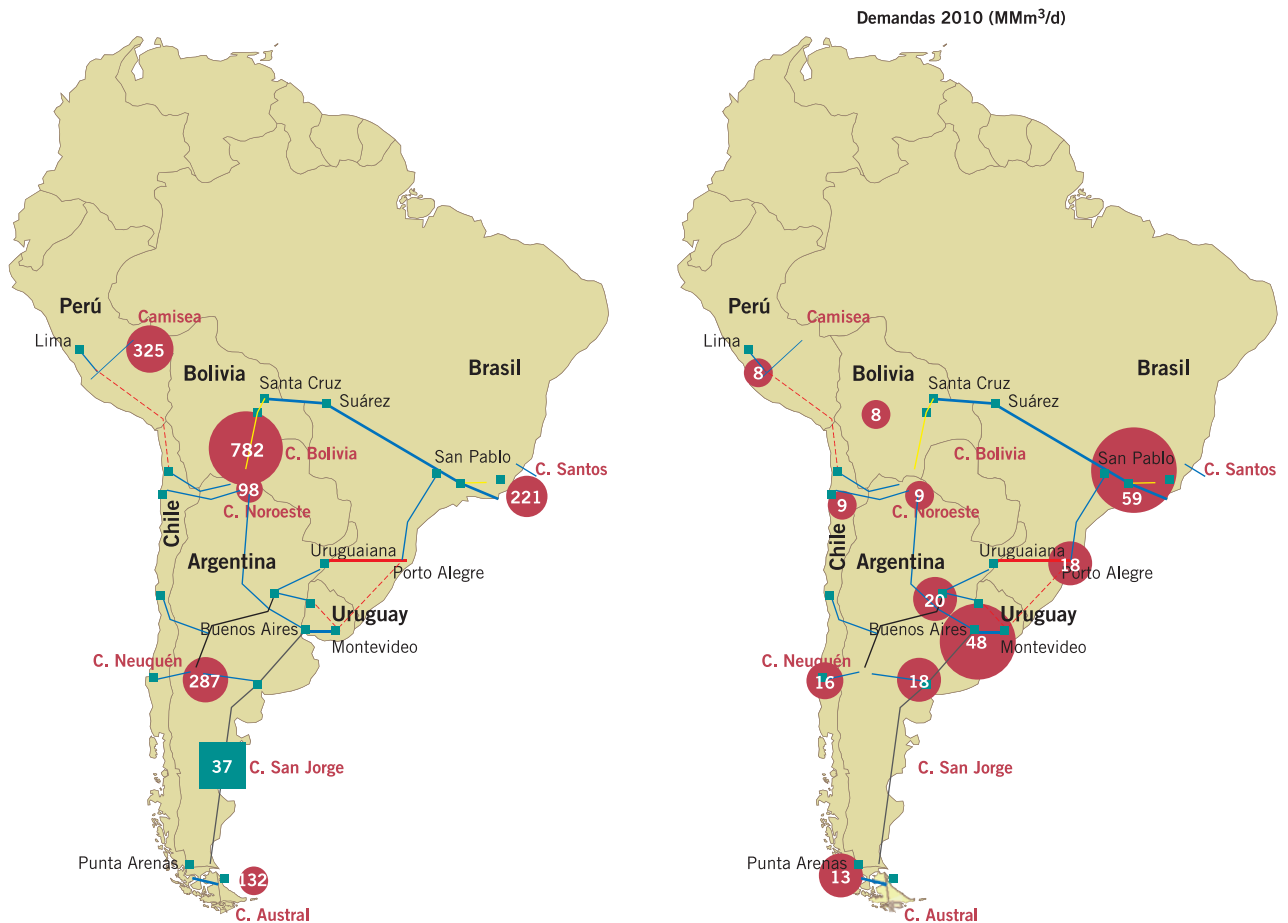 Demandas 2010 (MMm³/d)
Perú
Camisea
Lima
325
Bolivia
Brasil
Santa Cruz
Suárez
782
C. Bolivia
San Pablo
C. Santos
98
221
C. Noroeste
Chile
Argentina
Uruguaiana
Porto Alegre
Uruguay
Buenos Aires
Montevideo
C. Neuquén
287
37
C. San Jorge
Punta Arenas
132
C. Austral
Perú
Camisea
Lima
8
Bolivia
Brasil
Santa Cruz
Suárez
8
C. Bolivia
San Pablo
C. Santos
59
9
9
C. Noroeste
Chile
Argentina
Uruguaiana
18
Porto Alegre
20
Uruguay
Buenos Aires
48
Montevideo
C. Neuquén
16
18
C. San Jorge
Punta Arenas
13
C. Austral